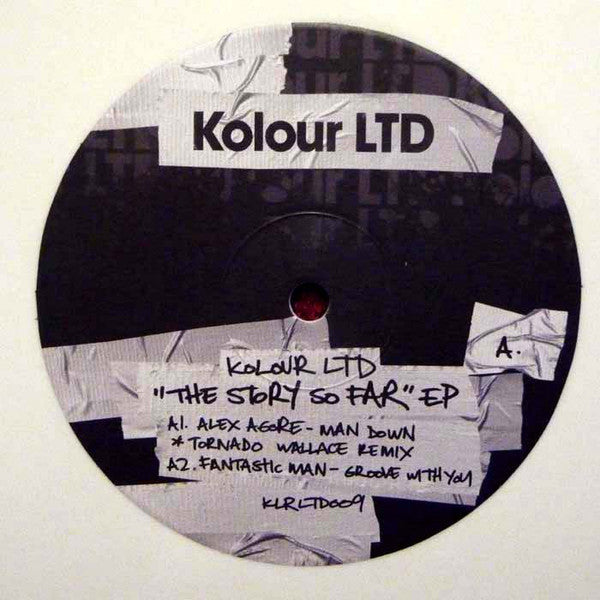 Kolour LTD
A.
KOLOUR LTD
"THE STORY SO FAR" EP
A1. ALEX AGORE - MAN DOWN
* TORNADO WALLACE REMIX
A2. FANTASTIC MAN - GROOVE WITH YOU
KLRLTD009